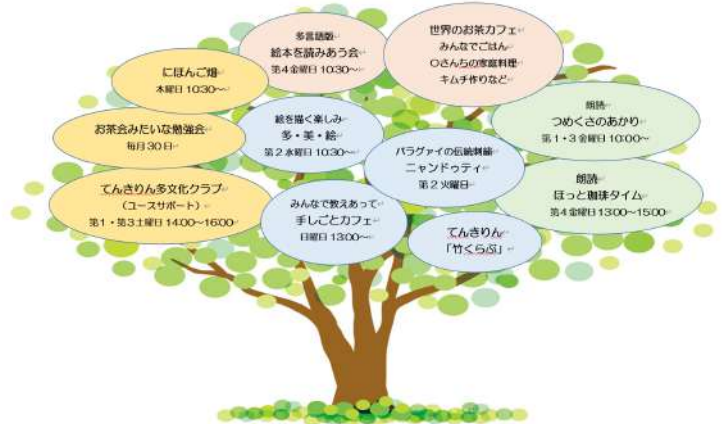 多言語版
絵本を読みあう会
第4金曜日 10:30～
世界のお茶カフェ
みんなでごはん
Oさんちの家庭料理
キムチ作りなど
にほんご畑
木曜日 10:30～
お茶会みたいな勉強会
毎月30日
絵を描く楽しみ
多・美・絵
第2水曜日 10:30～
朗読
つめくさのあかり
第1・3金曜日 10:00～
パラグァイの伝統刺繍
ニャンドゥティ
第2火曜日
てんきりん多文化クラブ
（ユースサポート）
第1・第3土曜日 14:00～16:00
みんなで教えあって
手しごとカフェ
日曜日 13:00～
朗読
ほっと珈琲タイム
第4金曜日 13:00～15:00
てんきりん
「竹くらぶ」